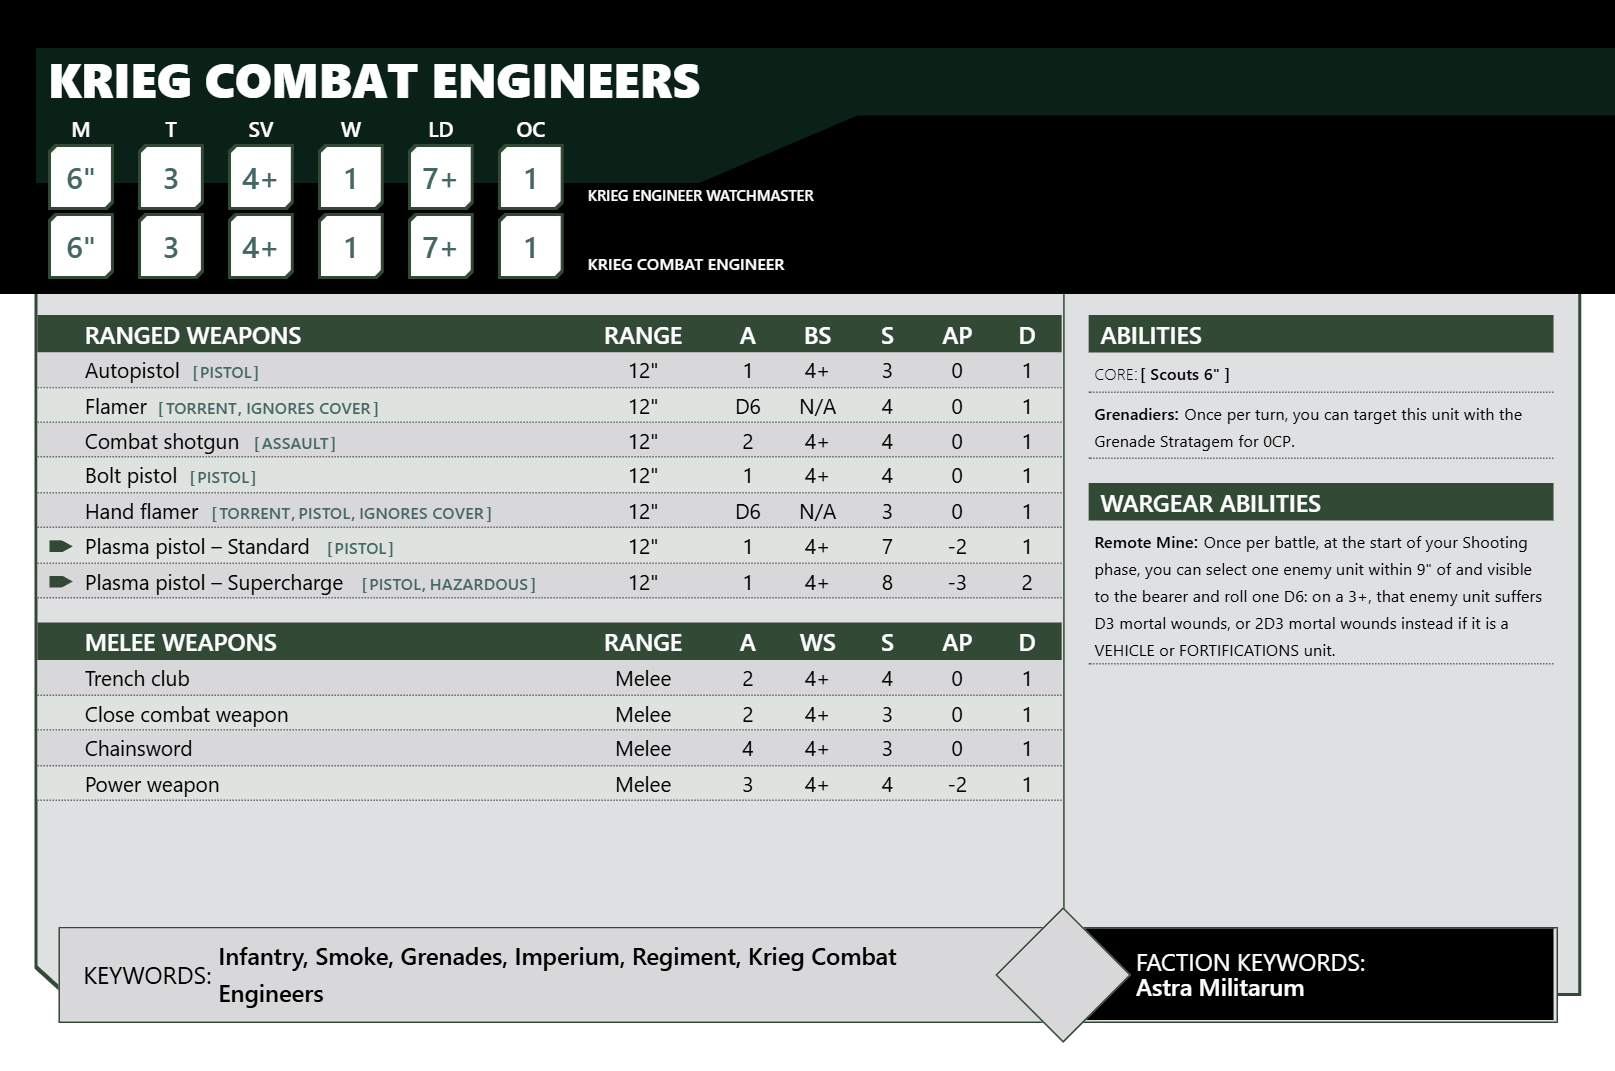 KRIEG COMBAT ENGINEERS
M T SV W LD OC
6" 3 4+ 1 7+ 1 KRIEG ENGINEER WATCHMASTER
6" 3 4+ 1 7+ 1 KRIEG COMBAT ENGINEER
RANGED WEAPONS RANGE A BS S AP D
Autopistol [PISTOL] 12" 1 4+ 3 0 1
Flamer [TORRENT, IGNORES COVER] 12" D6 N/A 4 0 1
Combat shotgun [ASSAULT] 12" 2 4+ 4 0 1
Bolt pistol [PISTOL] 12" 1 4+ 4 0 1
Hand flamer [TORRENT, PISTOL, IGNORES COVER] 12" D6 N/A 3 0 1
Plasma pistol – Standard [PISTOL] 12" 1 4+ 7 -2 1
Plasma pistol – Supercharge [PISTOL, HAZARDOUS] 12" 1 4+ 8 -3 2
MELEE WEAPONS RANGE A WS S AP D
Trench club Melee 2 4+ 4 0 1
Close combat weapon Melee 2 4+ 3 0 1
Chainsword Melee 4 4+ 3 0 1
Power weapon Melee 3 4+ 4 -2 1
ABILITIES
CORE: [ Scouts 6" ]
Grenadiers: Once per turn, you can target this unit with the
Grenade Stratagem for 0CP.
WARGEAR ABILITIES
Remote Mine: Once per battle, at the start of your Shooting
phase, you can select one enemy unit within 9" of and visible
to the bearer and roll one D6: on a 3+, that enemy unit suffers
D3 mortal wounds, or 2D3 mortal wounds instead if it is a
VEHICLE or FORTIFICATIONS unit.
KEYWORDS: Infantry, Smoke, Grenades, Imperium, Regiment, Krieg Combat
Engineers
FACTION KEYWORDS:
Astra Militarum